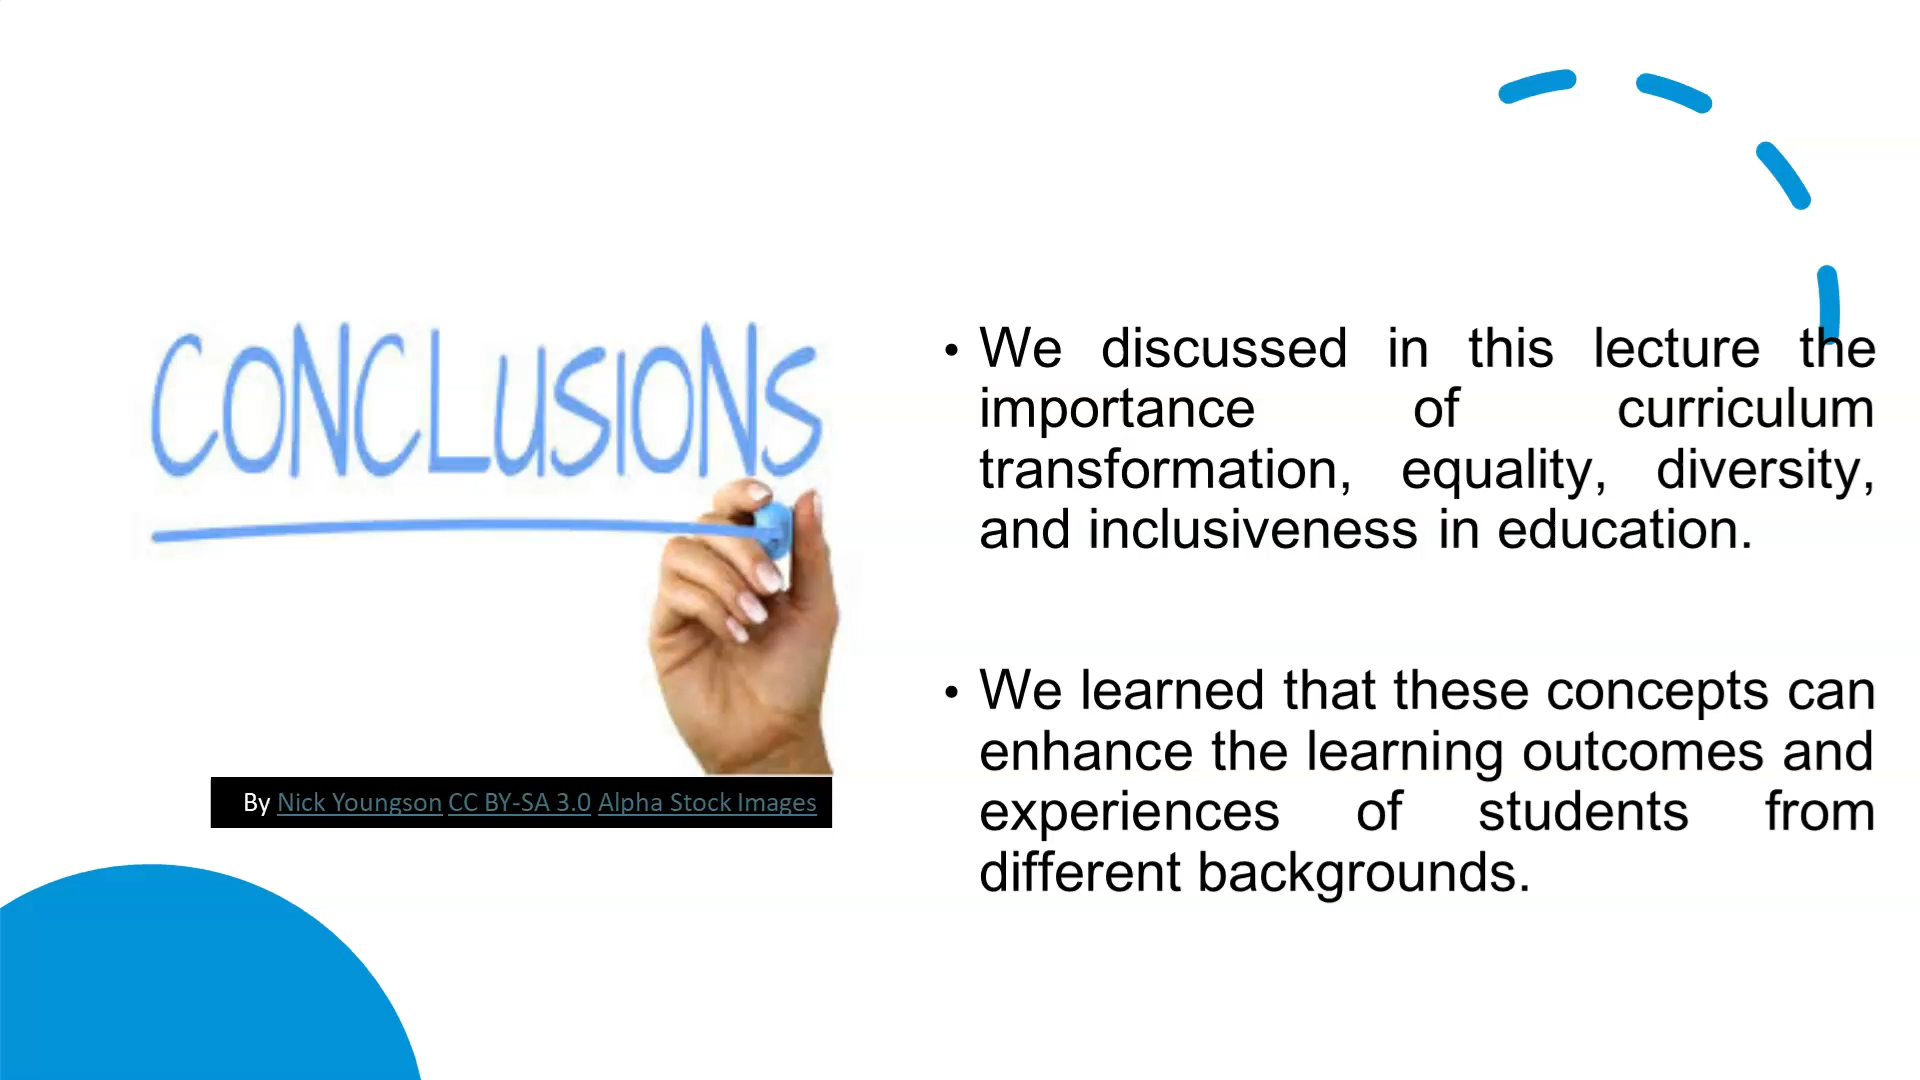 CONCLUSIONS
By Nick Youngson CC BY-SA 3.0 Alpha Stock Images
• We discussed in this lecture the
importance of curriculum
transformation, equality, diversity,
and inclusiveness in education.
• We learned that these concepts can
enhance the learning outcomes and
experiences of students from
different backgrounds.